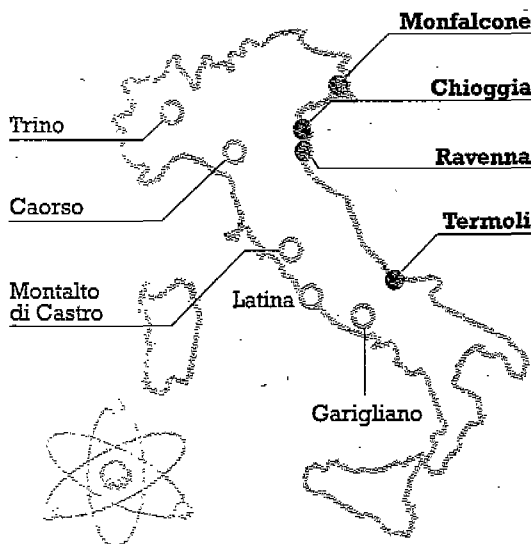 Monfalcone
Chioggia
Trino
Ravenna
Caorso
Termoli
Montalto
di Castro
Latina
Garigliano